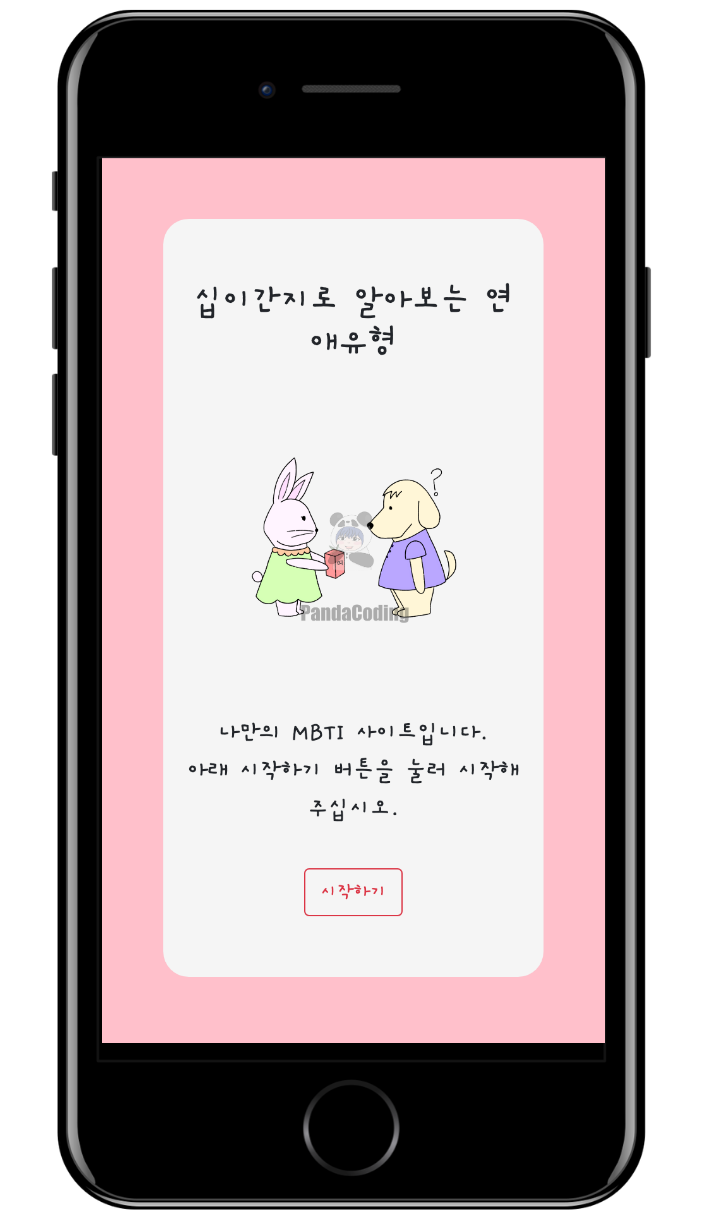 십이간지로 알아보는 연
애유형
?
PandaCoding
나만의 MBTI 사이트입니다.
아래 시작하기 버튼을 눌러 시작해
주십시오.
시작하기